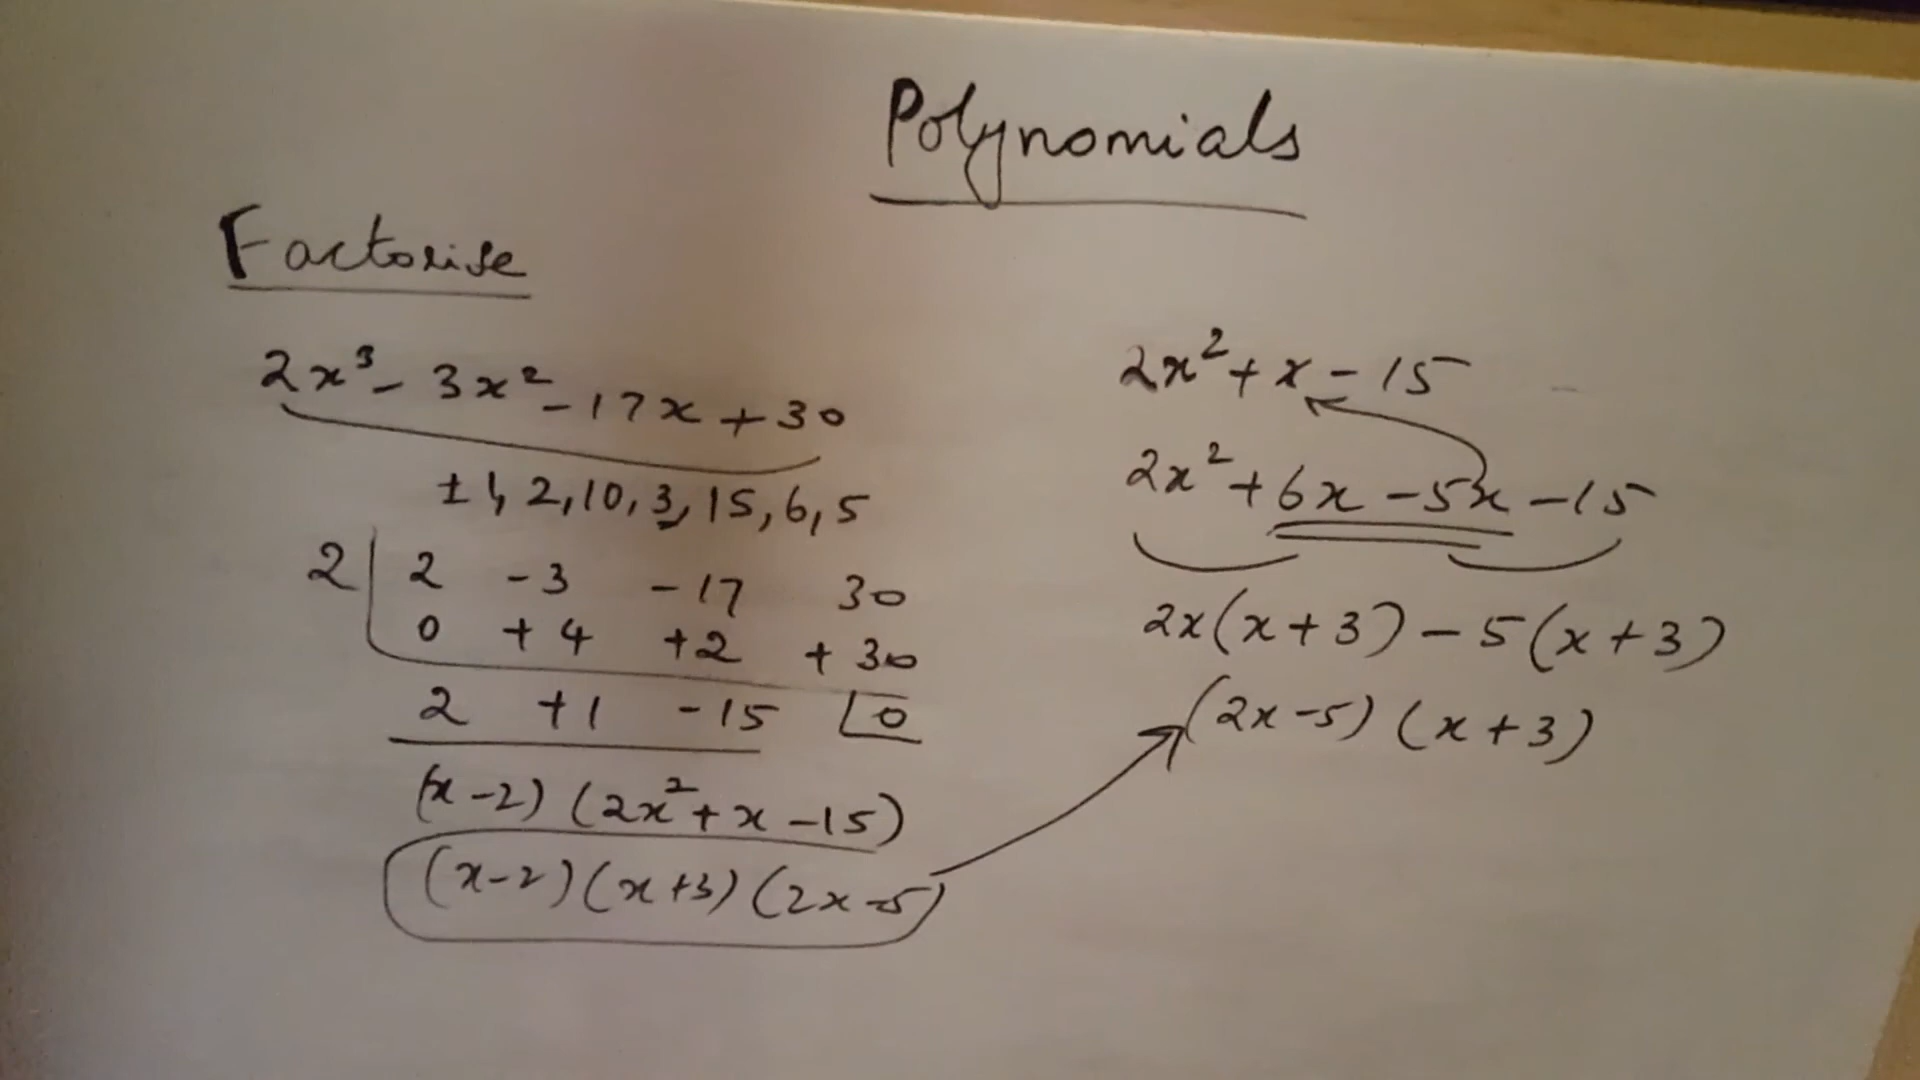 Polynomials
Factorise
2x³ - 3x² - 17x + 30
± 1, 2, 10, 3, 15, 6, 5
2 | 2 -3 -17 30
0 +4 +2 +30
2 +1 -15 0
(x-2) (2x²+x-15)
(x-2)(x+3)(2x-5)
2x²+x-15
2x²+6x-5x-15
2x(x+3)-5(x+3)
(2x-5)(x+3)